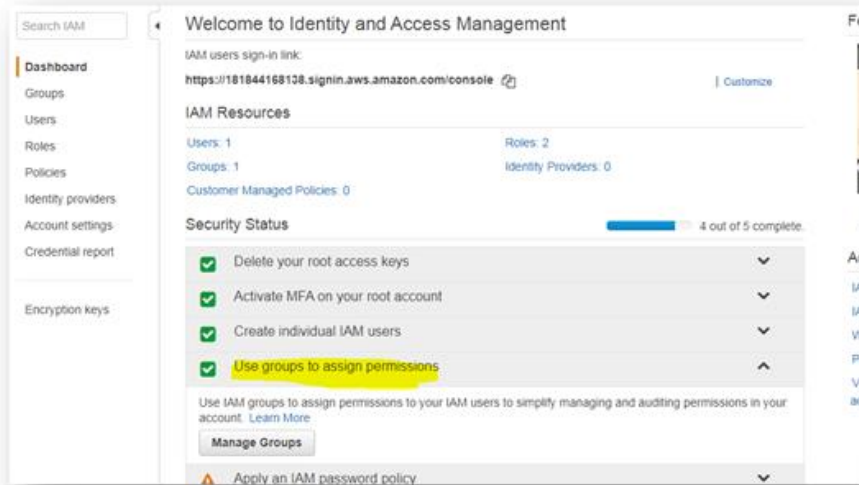 Search IAM
Dashboard
Groups
Users
Roles
Policies
Identity providers
Account settings
Credential report
Encryption keys
Welcome to Identity and Access Management
IAM users sign-in link:
https://181844168138.signin.aws.amazon.com/console
| Customize
IAM Resources
Users: 1
Roles: 2
Groups: 1
Identity Providers: 0
Customer Managed Policies: 0
Security Status
4 out of 5 complete.
Delete your root access keys
Activate MFA on your root account
Create individual IAM users
Use groups to assign permissions
Use IAM groups to assign permissions to your IAM users to simplify managing and auditing permissions in your
account. Learn More
Manage Groups
Apply an IAM password policy